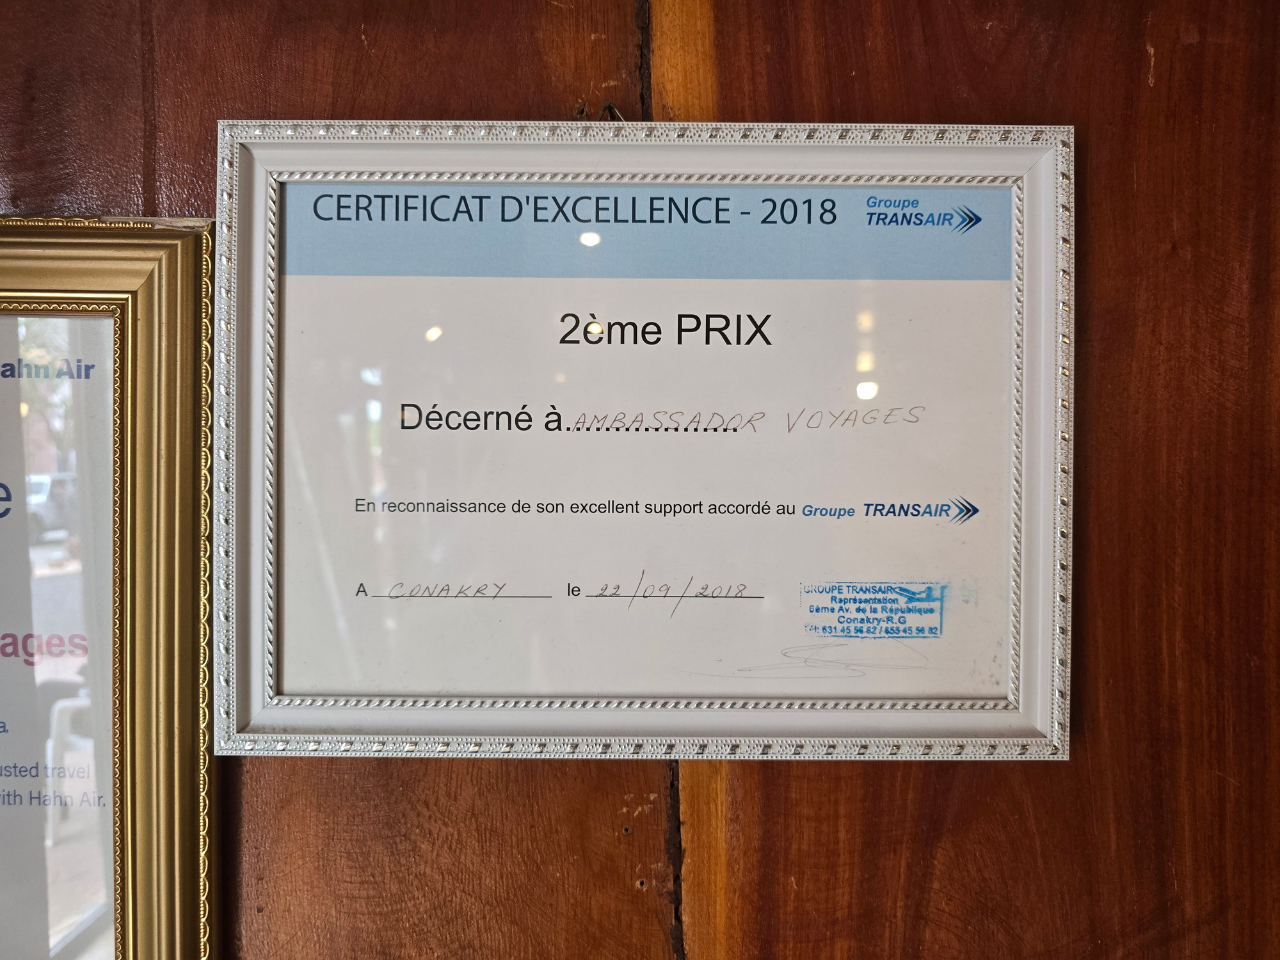 CERTIFICAT D'EXCELLENCE - 2018
Groupe
TRANSAIR
2ème PRIX
Décerné à.................. AMBASSADOR VOYAGES
En reconnaissance de son excellent support accordé au Groupe TRANSAIR
A CONAKRY le 22/09/2018
GROUPE TRANSAIR
Représentation
6ème Av. de la République
Conakry-R.G
631 45 56 82 / 655 45 56 82
ahn Air
e
ages
a.
usted travel
ith Hahn Air.